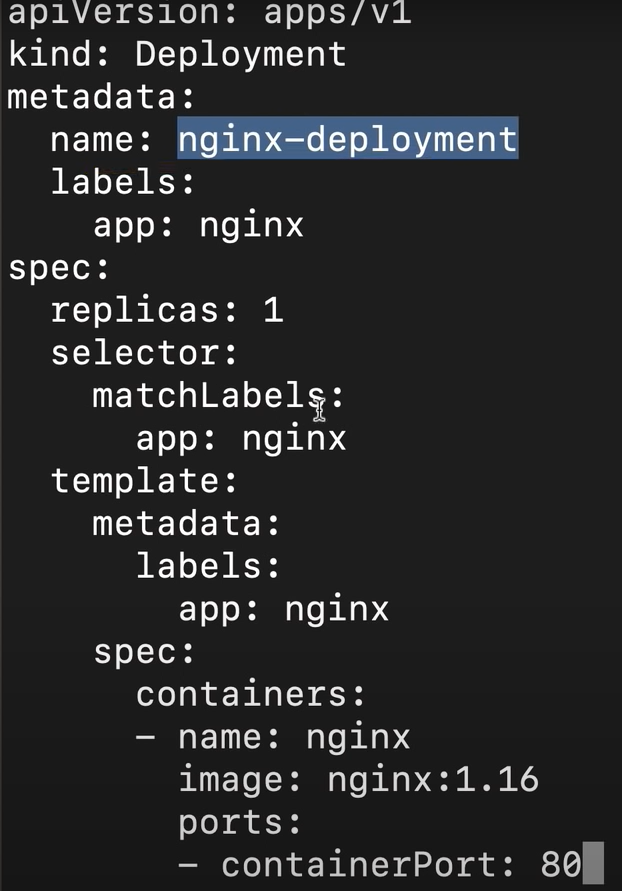 apiVersion: apps/v1
kind: Deployment
metadata:
  name: nginx-deployment
  labels:
    app: nginx
spec:
  replicas: 1
  selector:
    matchLabels:
      app: nginx
  template:
    metadata:
      labels:
        app: nginx
    spec:
      containers:
      - name: nginx
        image: nginx:1.16
        ports:
        - containerPort: 80